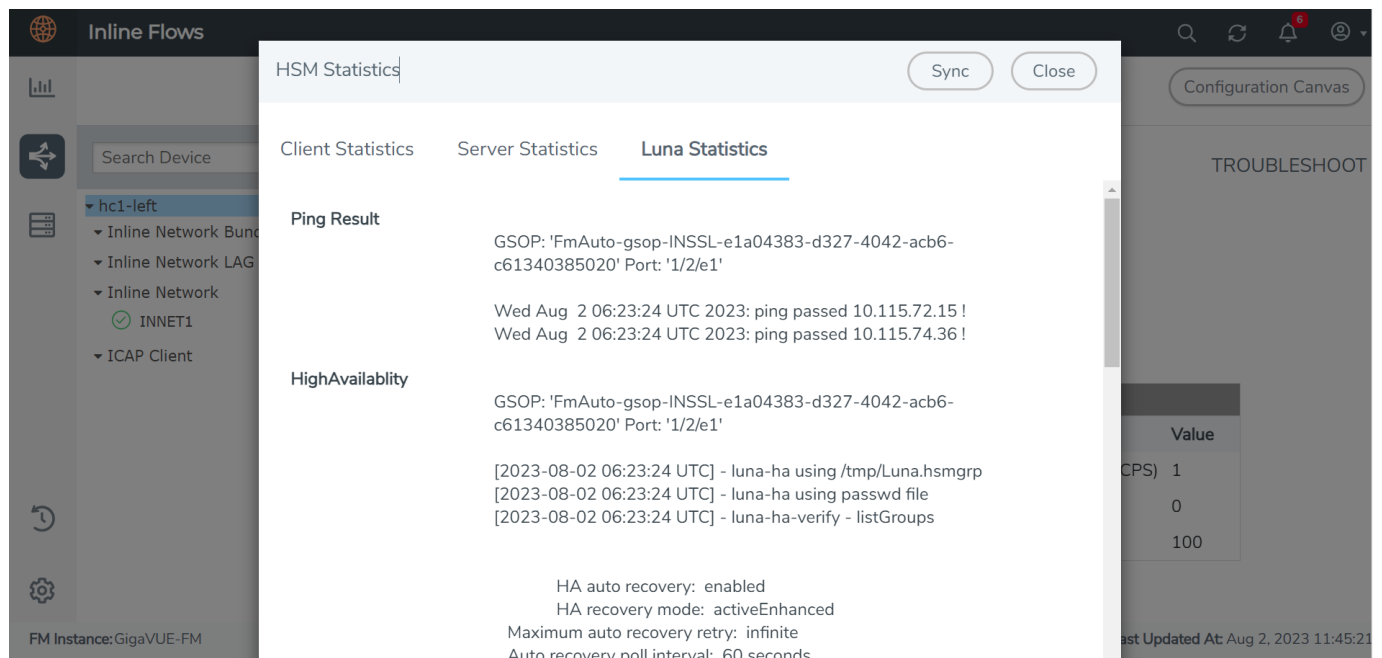 Inline Flows
6
HSM Statistics
Sync
Close
Configuration Canvas
Search Device
Client Statistics
Server Statistics
Luna Statistics
TROUBLESHOOT
hc1-left
Inline Network Bund
Inline Network LAG
Inline Network
INNET1
ICAP Client
Ping Result
GSOP: 'FmAuto-gsop-INSSL-e1a04383-d327-4042-acb6-
c61340385020' Port: '1/2/e1'
Wed Aug  2 06:23:24 UTC 2023: ping passed 10.115.72.15 !
Wed Aug  2 06:23:24 UTC 2023: ping passed 10.115.74.36 !
HighAvailablity
GSOP: 'FmAuto-gsop-INSSL-e1a04383-d327-4042-acb6-
c61340385020' Port: '1/2/e1'
[2023-08-02 06:23:24 UTC] - luna-ha using /tmp/Luna.hsmgrp
[2023-08-02 06:23:24 UTC] - luna-ha using passwd file
[2023-08-02 06:23:24 UTC] - luna-ha-verify - listGroups
HA auto recovery:  enabled
HA recovery mode:  activeEnhanced
Maximum auto recovery retry:  infinite
Auto recovery poll interval:  60 seconds
Value
CPS) 1
0
100
FM Instance: GigaVUE-FM
ast Updated At: Aug 2, 2023 11:45:21